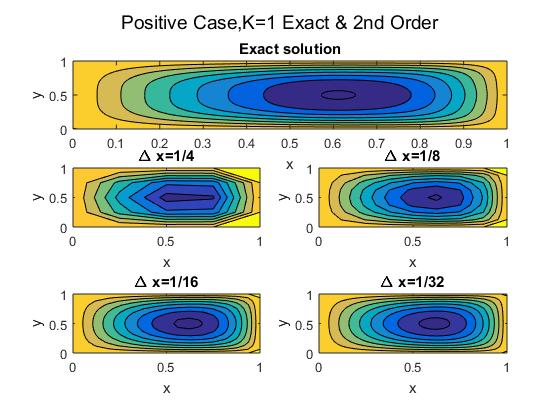 Positive Case,K=1 Exact & 2nd Order
Exact solution
1
0.5
0
y
0 0.1 0.2 0.3 0.4 0.5 0.6 0.7 0.8 0.9 1
x
Δ x=1/4
1
0.5
0
y
0 0.5 1
x
Δ x=1/8
1
0.5
0
y
0 0.5 1
x
Δ x=1/16
1
0.5
0
y
0 0.5 1
x
Δ x=1/32
1
0.5
0
y
0 0.5 1
x